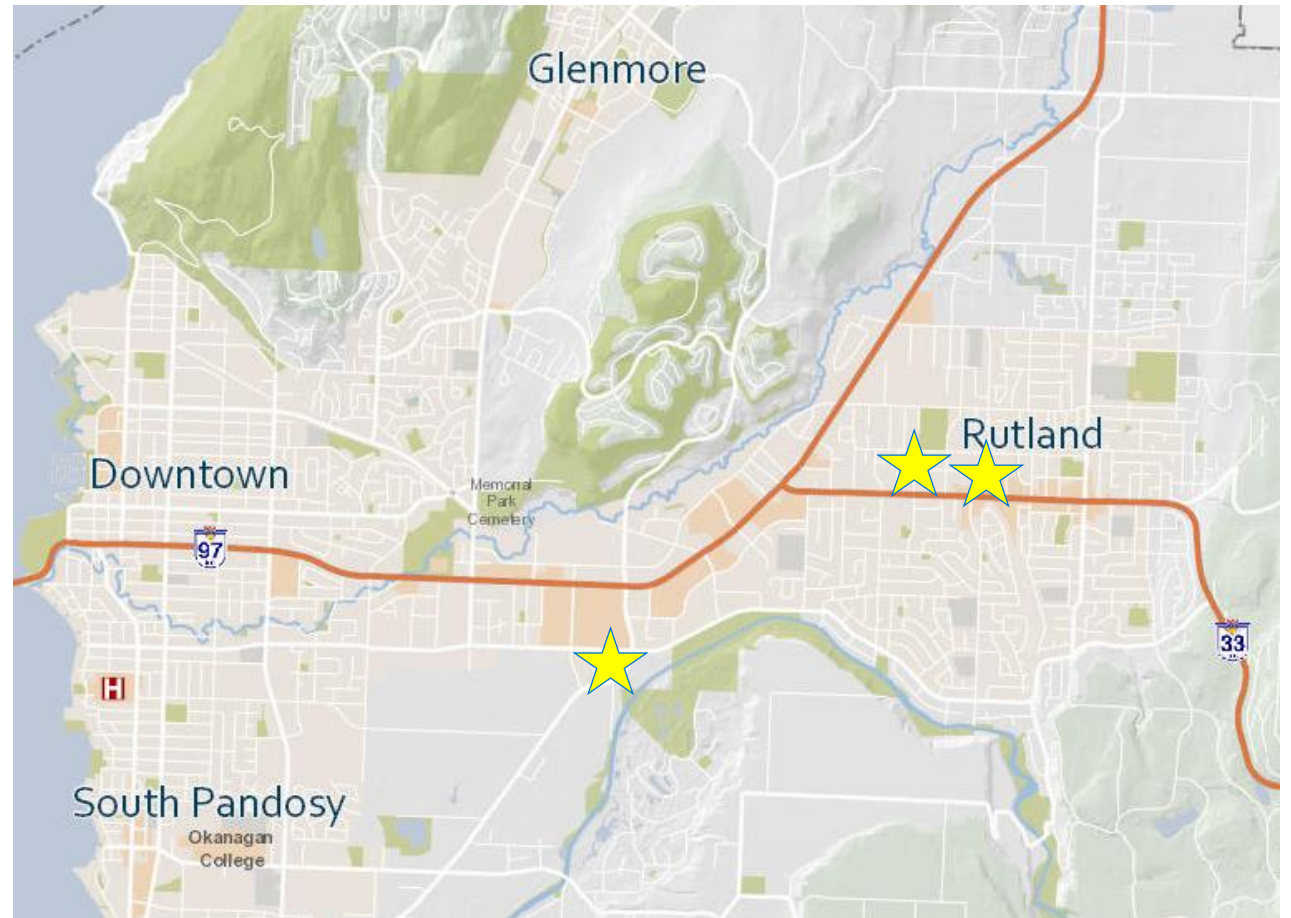 Glenmore
Rutland
Downtown
Memorial
Park
Cemetery
97
33
H
South Pandosy
Okanagan
College